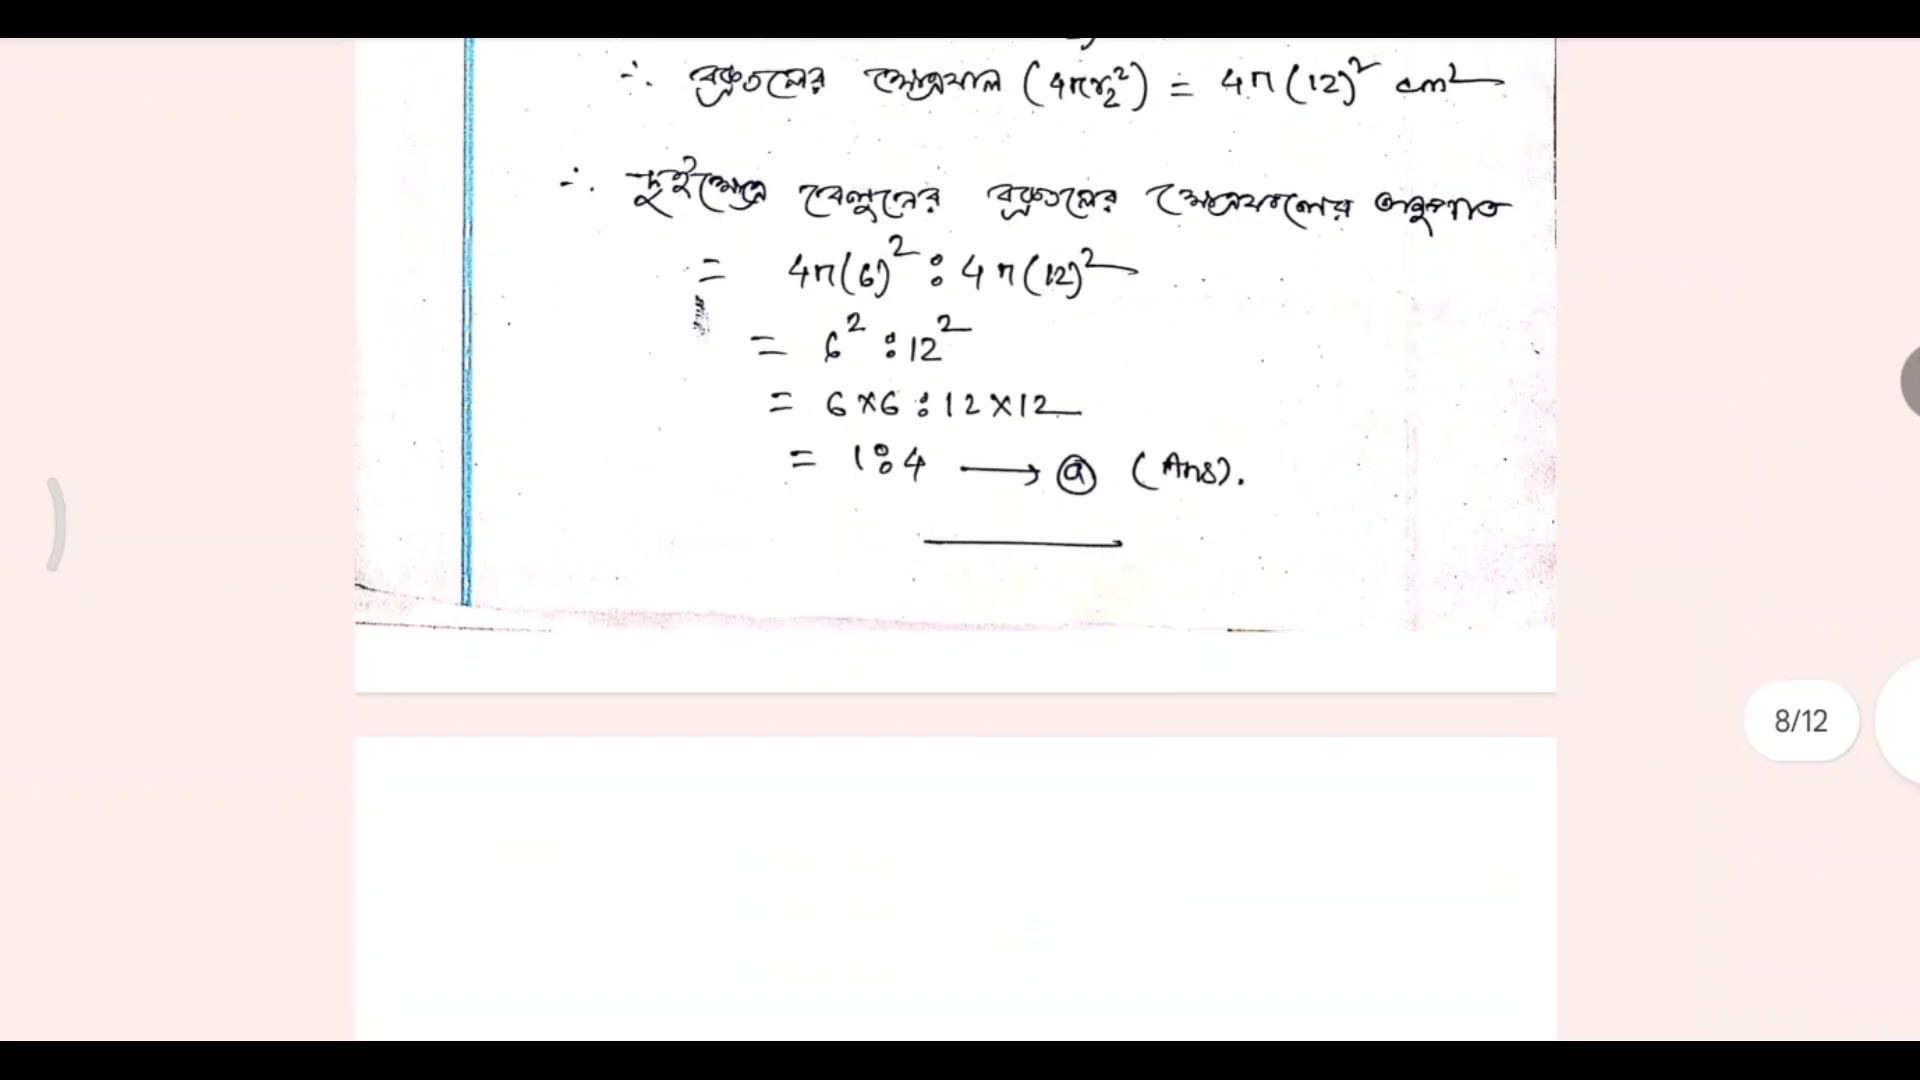 ∴ বক্রতলের ক্ষেত্রফল (4πr₂²) = 4π(12)² cm²
∴ দুইক্ষেত্রে বেলুনের বক্রতলের ক্ষেত্রফলের অনুপাত
= 4π(6)² : 4π(12)²
= 6² : 12²
= 6×6 : 12×12
= 1 : 4 ⟶ ⓐ (Ans).
8/12